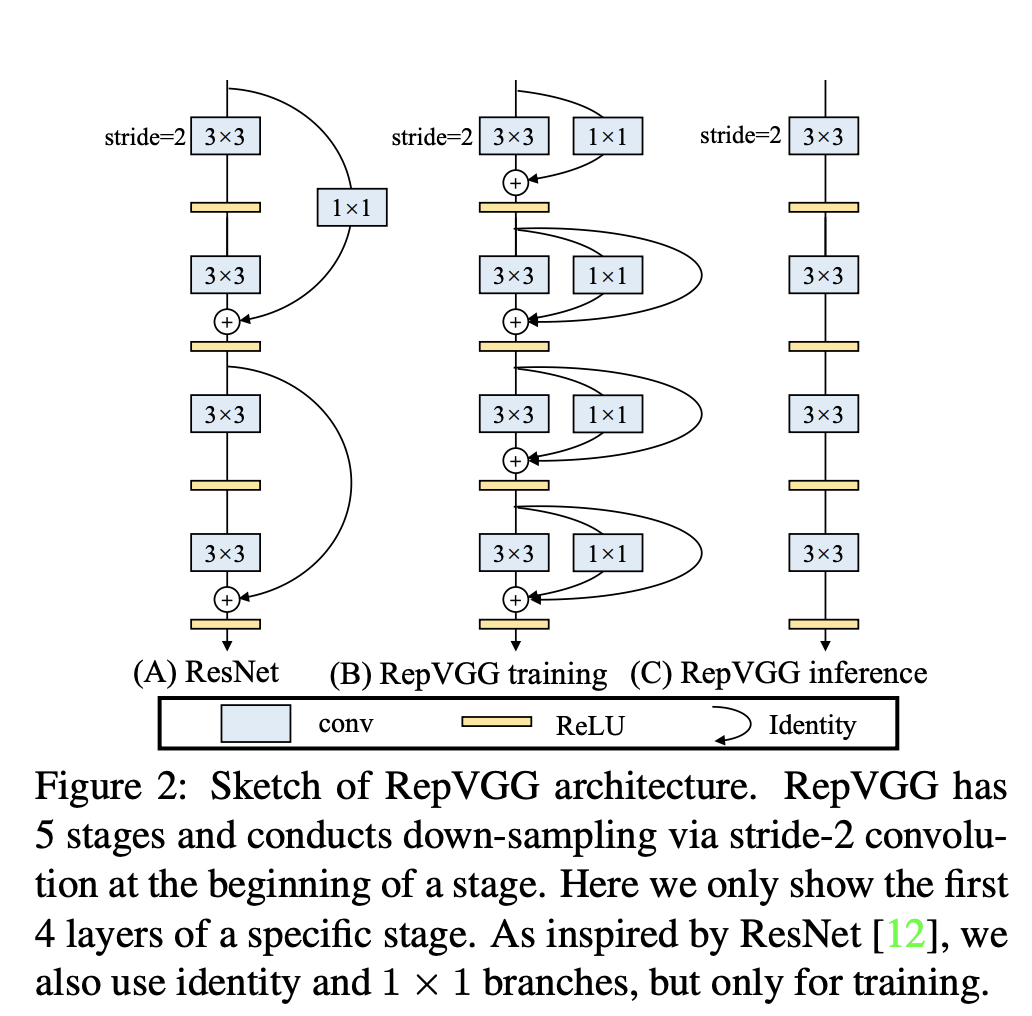 stride=2 3×3 stride=2 3×3 1×1 stride=2 3×3
1×1
3×3 3×3 1×1 3×3
+ +
3×3 3×3 1×1 3×3
+
3×3 3×3 1×1 3×3
+ +
(A) ResNet (B) RepVGG training (C) RepVGG inference
conv ReLU Identity
Figure 2: Sketch of RepVGG architecture. RepVGG has
5 stages and conducts down-sampling via stride-2 convolu-
tion at the beginning of a stage. Here we only show the first
4 layers of a specific stage. As inspired by ResNet [12], we
also use identity and 1 × 1 branches, but only for training.